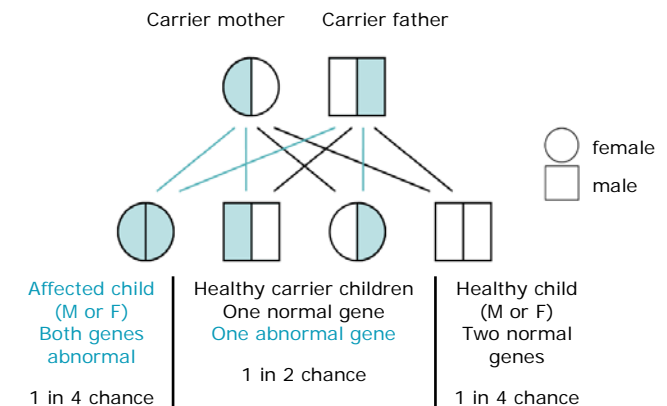 Carrier mother
Carrier father
female
male
Affected child
(M or F)
Both genes
abnormal
1 in 4 chance
Healthy carrier children
One normal gene
One abnormal gene
1 in 2 chance
Healthy child
(M or F)
Two normal
genes
1 in 4 chance